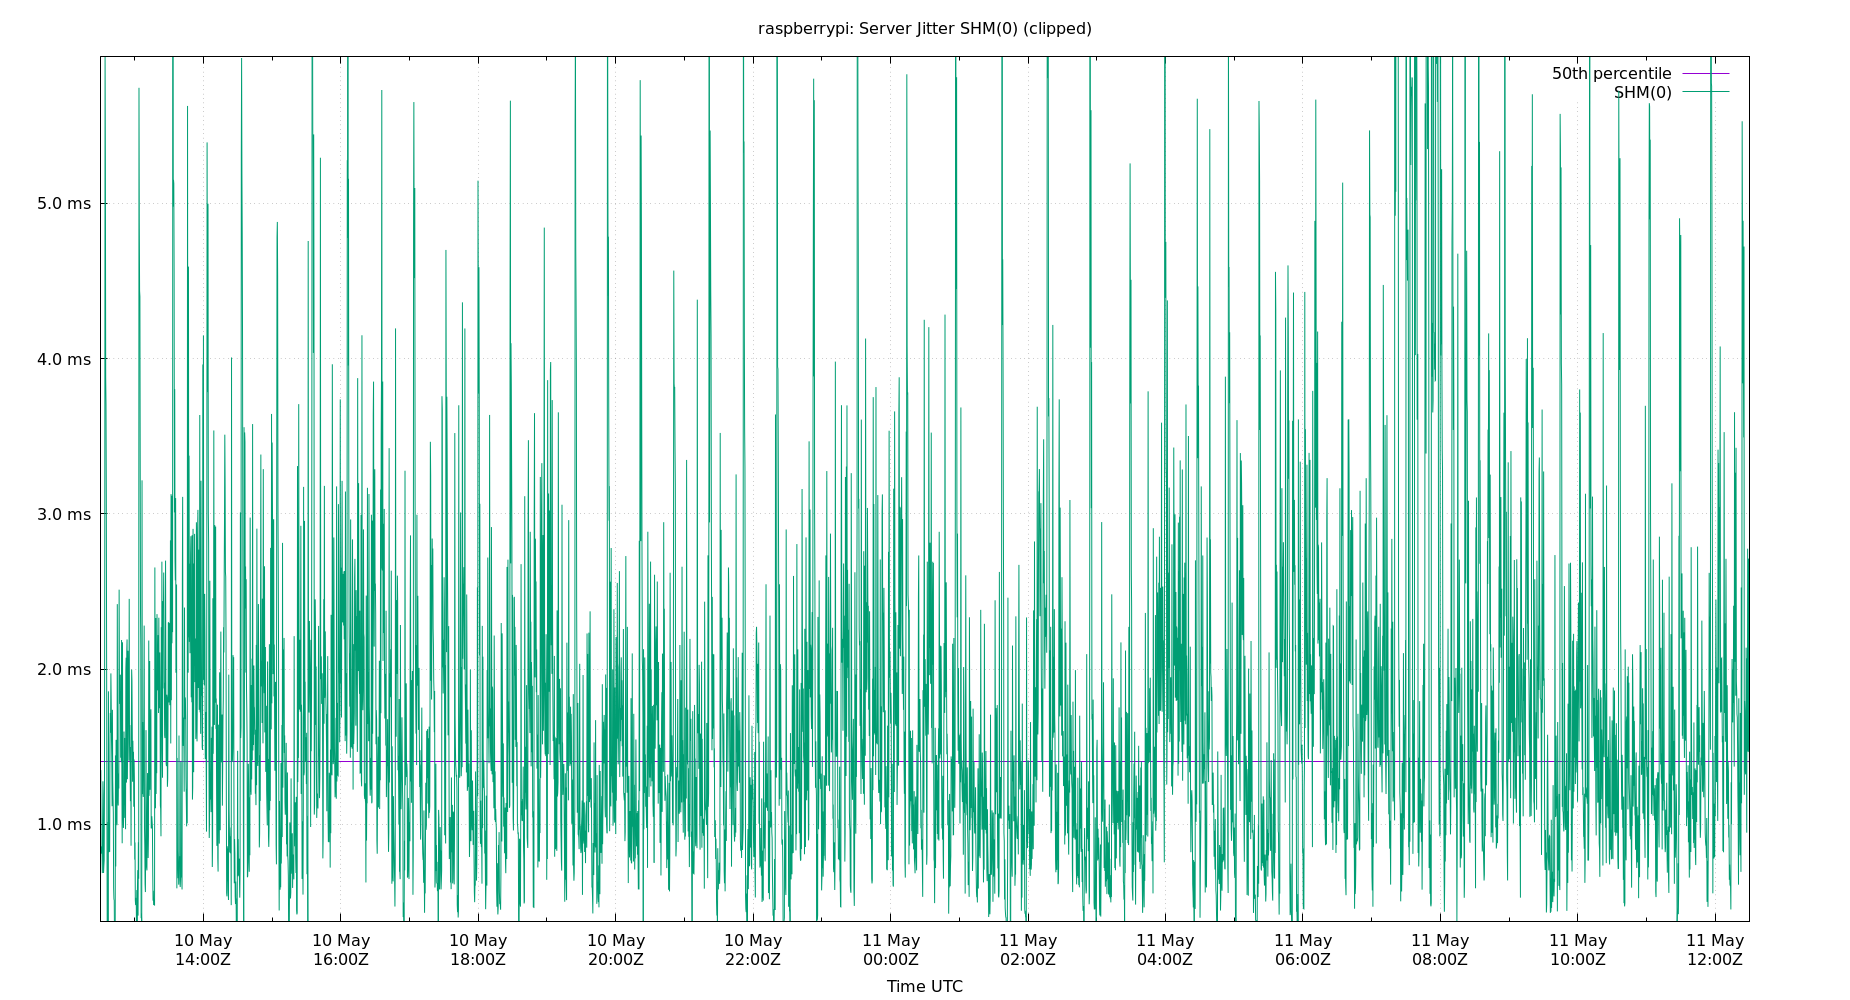 raspberrypi: Server Jitter SHM(0) (clipped)
50th percentile
SHM(0)
5.0 ms
4.0 ms
3.0 ms
2.0 ms
1.0 ms
10 May 10 May 10 May 10 May 10 May 11 May 11 May 11 May 11 May 11 May 11 May 11 May
14:00Z 16:00Z 18:00Z 20:00Z 22:00Z 00:00Z 02:00Z 04:00Z 06:00Z 08:00Z 10:00Z 12:00Z
Time UTC